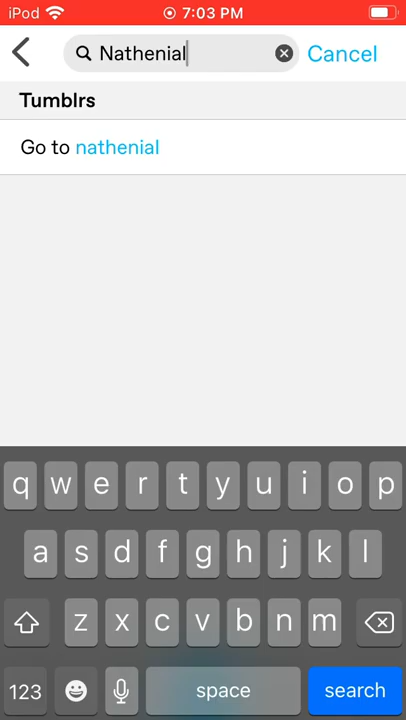 iPod 7:03 PM
Nathenial Cancel
Tumblrs
Go to nathenial
q w e r t y u i o p
a s d f g h j k l
z x c v b n m
123 space search